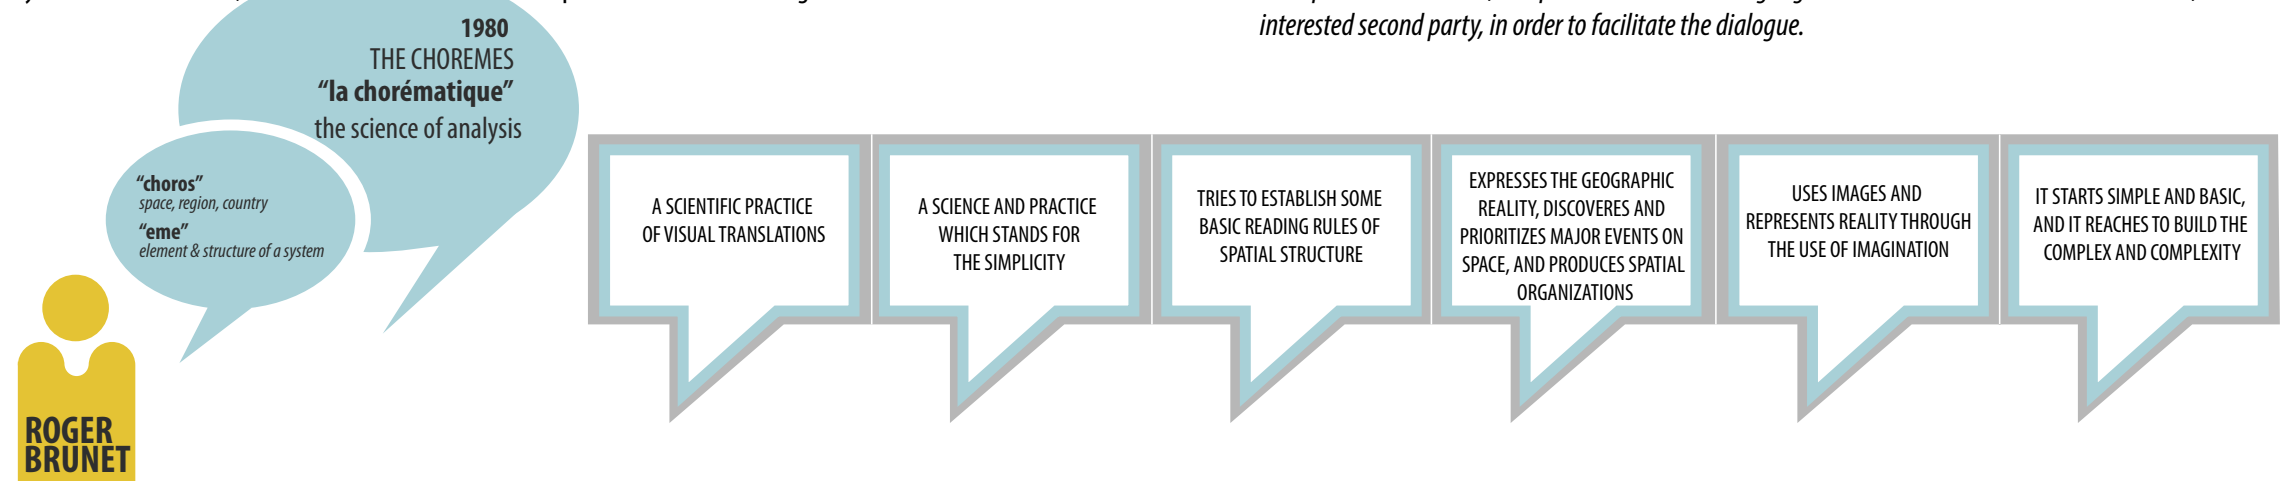 interested second party, in order to facilitate the dialogue.
1980
THE CHOREMES
“la chorématique”
the science of analysis
“choros”
space, region, country
“eme”
element & structure of a system
ROGER
BRUNET
A SCIENTIFIC PRACTICE
OF VISUAL TRANSLATIONS
A SCIENCE AND PRACTICE
WHICH STANDS FOR
THE SIMPLICITY
TRIES TO ESTABLISH SOME
BASIC READING RULES OF
SPATIAL STRUCTURE
EXPRESSES THE GEOGRAPHIC
REALITY, DISCOVERES AND
PRIORITIZES MAJOR EVENTS ON
SPACE, AND PRODUCES SPATIAL
ORGANIZATIONS
USES IMAGES AND
REPRESENTS REALITY THROUGH
THE USE OF IMAGINATION
IT STARTS SIMPLE AND BASIC,
AND IT REACHES TO BUILD THE
COMPLEX AND COMPLEXITY